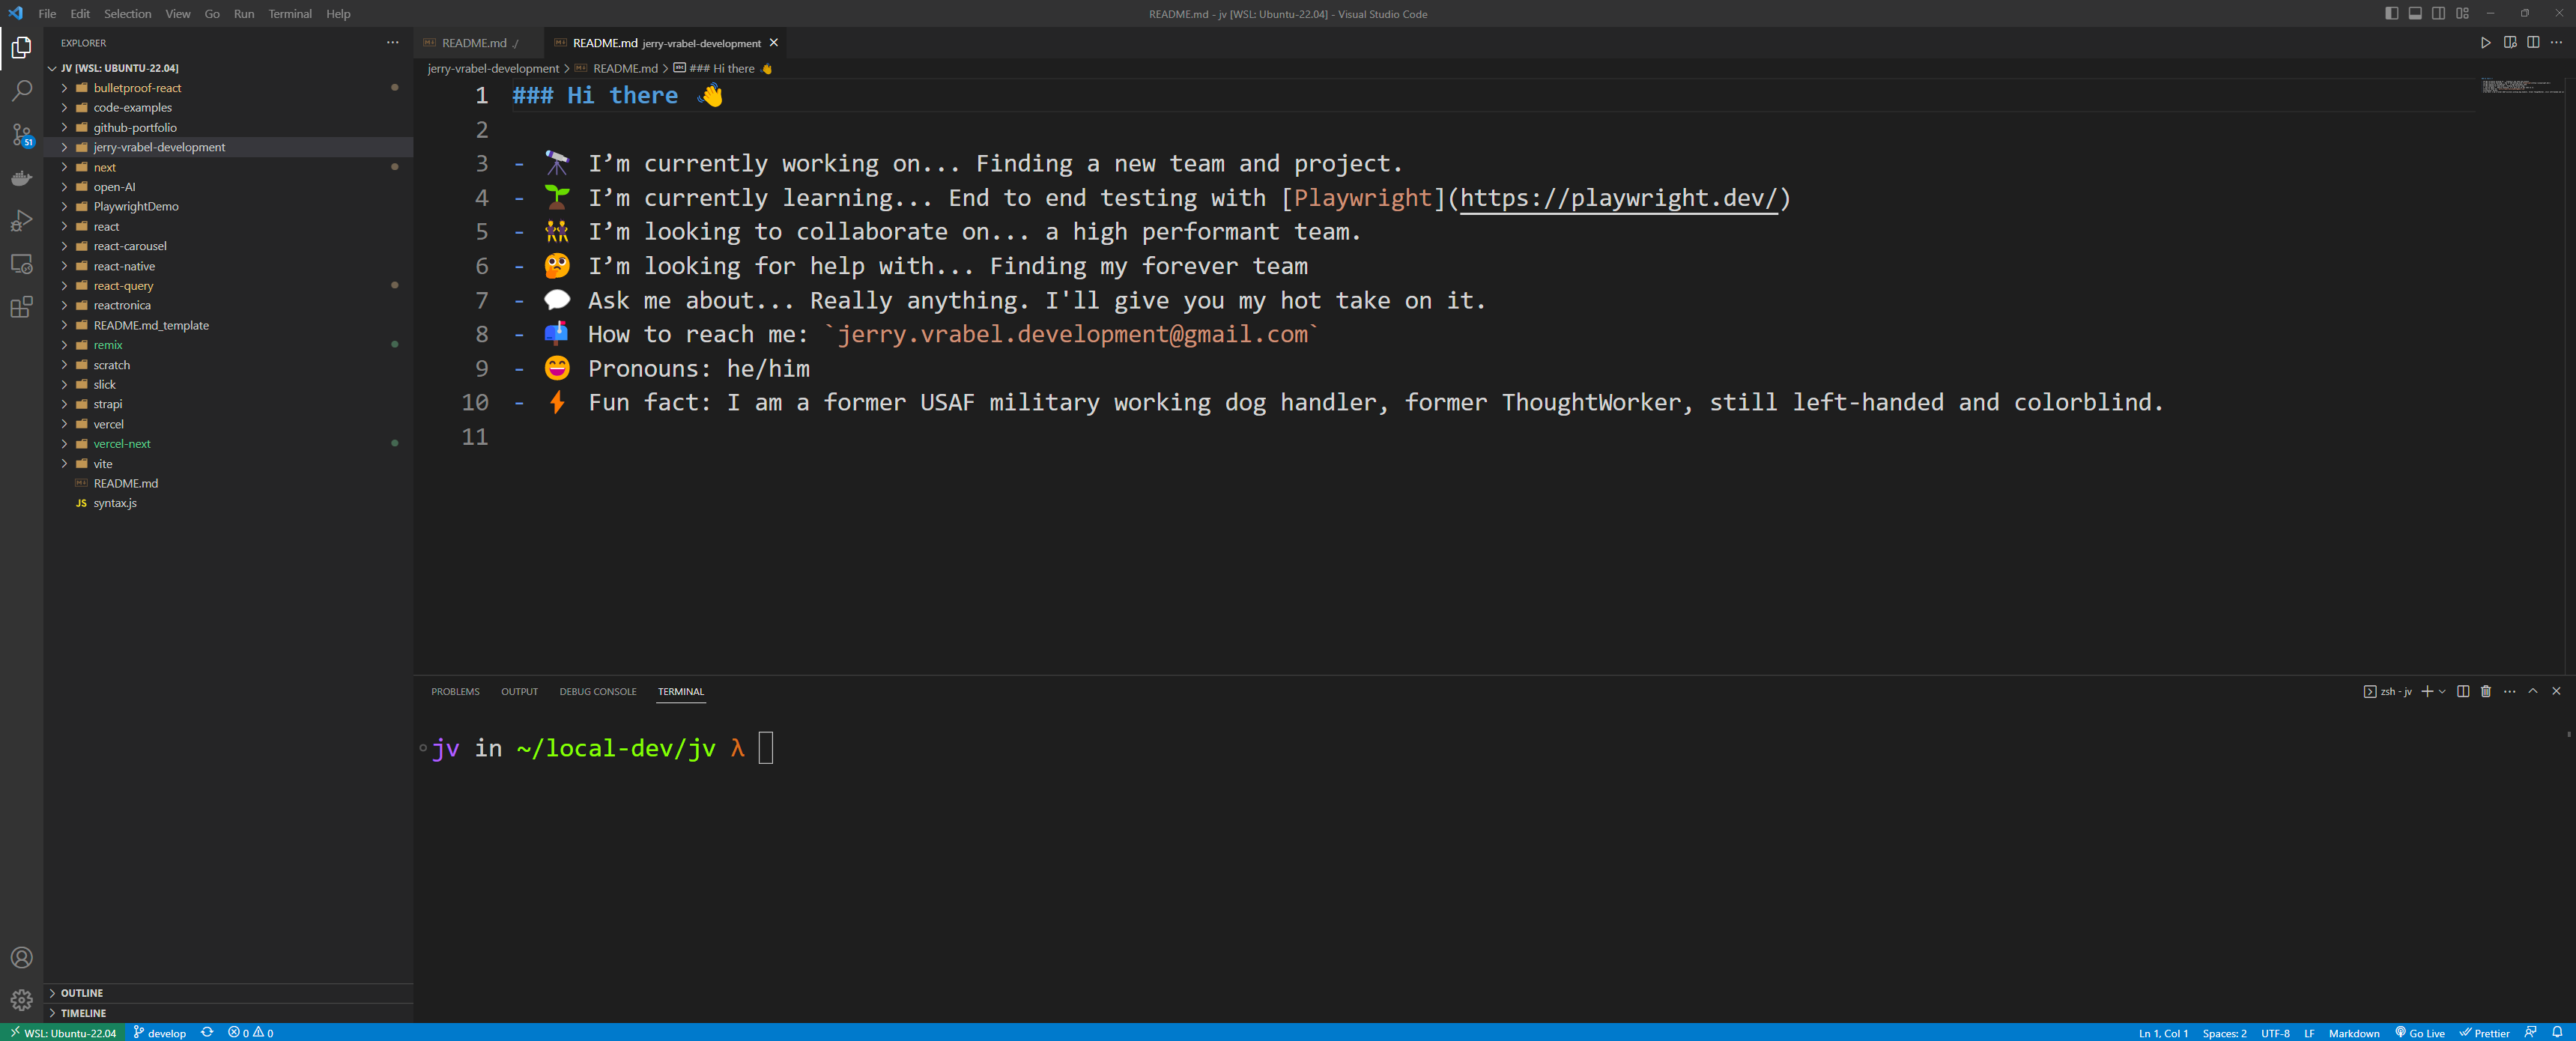 File Edit Selection View Go Run Terminal Help
README.md - jv [WSL: Ubuntu-22.04] - Visual Studio Code
EXPLORER
JV [WSL: UBUNTU-22.04]
bulletproof-react
code-examples
github-portfolio
jerry-vrabel-development
next
open-AI
PlaywrightDemo
react
react-carousel
react-native
react-query
reactronica
README.md_template
remix
scratch
slick
strapi
vercel
vercel-next
vite
README.md
JS syntax.js
OUTLINE
TIMELINE
51
README.md ./
README.md jerry-vrabel-development
jerry-vrabel-development > README.md > ### Hi there 👋
1 ### Hi there 👋
2
3 - 🔭 I’m currently working on... Finding a new team and project.
4 - 🌱 I’m currently learning... End to end testing with [Playwright](https://playwright.dev/)
5 - 👯 I’m looking to collaborate on... a high performant team.
6 - 🤔 I’m looking for help with... Finding my forever team
7 - 💬 Ask me about... Really anything. I'll give you my hot take on it.
8 - 📫 How to reach me: `jerry.vrabel.development@gmail.com`
9 - 😄 Pronouns: he/him
10 - ⚡ Fun fact: I am a former USAF military working dog handler, former ThoughtWorker, still left-handed and colorblind.
11
PROBLEMS OUTPUT DEBUG CONSOLE TERMINAL
zsh - jv
jv in ~/local-dev/jv λ
WSL: Ubuntu-22.04 develop 0 0
Ln 1, Col 1 Spaces: 2 UTF-8 LF Markdown Go Live Prettier